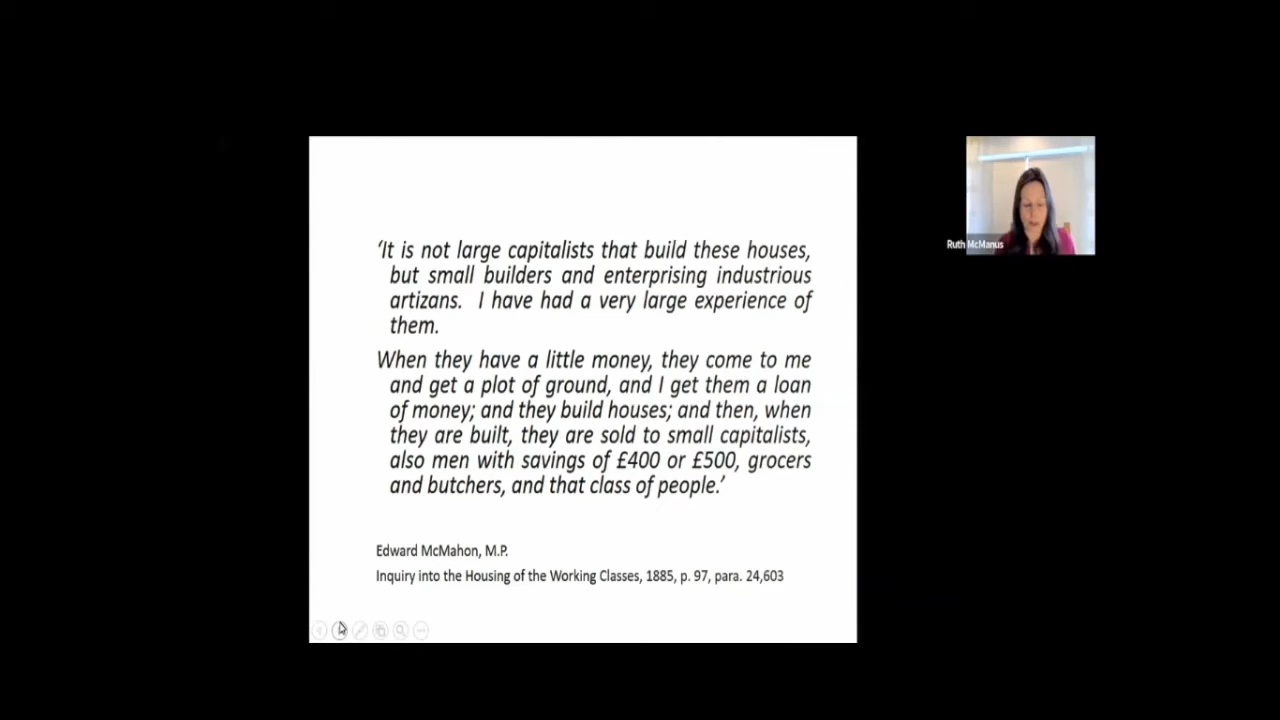 ‘It is not large capitalists that build these houses,
but small builders and enterprising industrious
artizans. I have had a very large experience of
them.
When they have a little money, they come to me
and get a plot of ground, and I get them a loan
of money; and they build houses; and then, when
they are built, they are sold to small capitalists,
also men with savings of £400 or £500, grocers
and butchers, and that class of people.’
Edward McMahon, M.P.
Inquiry into the Housing of the Working Classes, 1885, p. 97, para. 24,603
Ruth McManus